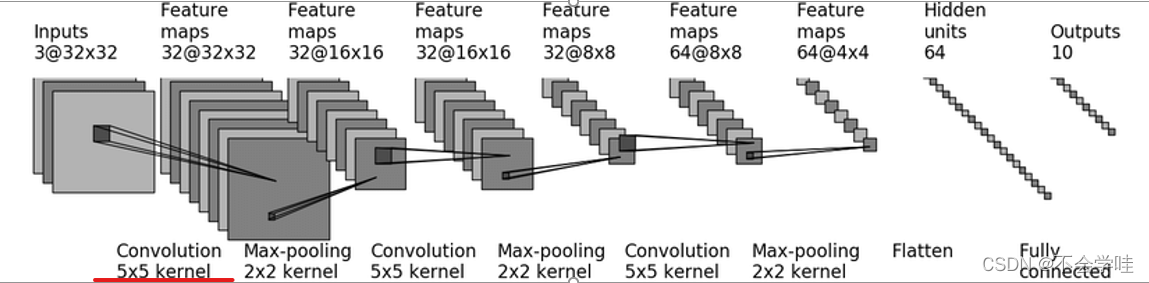 Inputs
3@32x32
Feature
maps
32@32x32
Feature
maps
32@16x16
Feature
maps
32@16x16
Feature
maps
32@8x8
Feature
maps
64@8x8
Feature
maps
64@4x4
Hidden
units
64
Outputs
10
Convolution
5x5 kernel
Max-pooling
2x2 kernel
Convolution
5x5 kernel
Max-pooling
2x2 kernel
Convolution
5x5 kernel
Max-pooling
2x2 kernel
Flatten
Fully
connected
CSDN @不会学哇